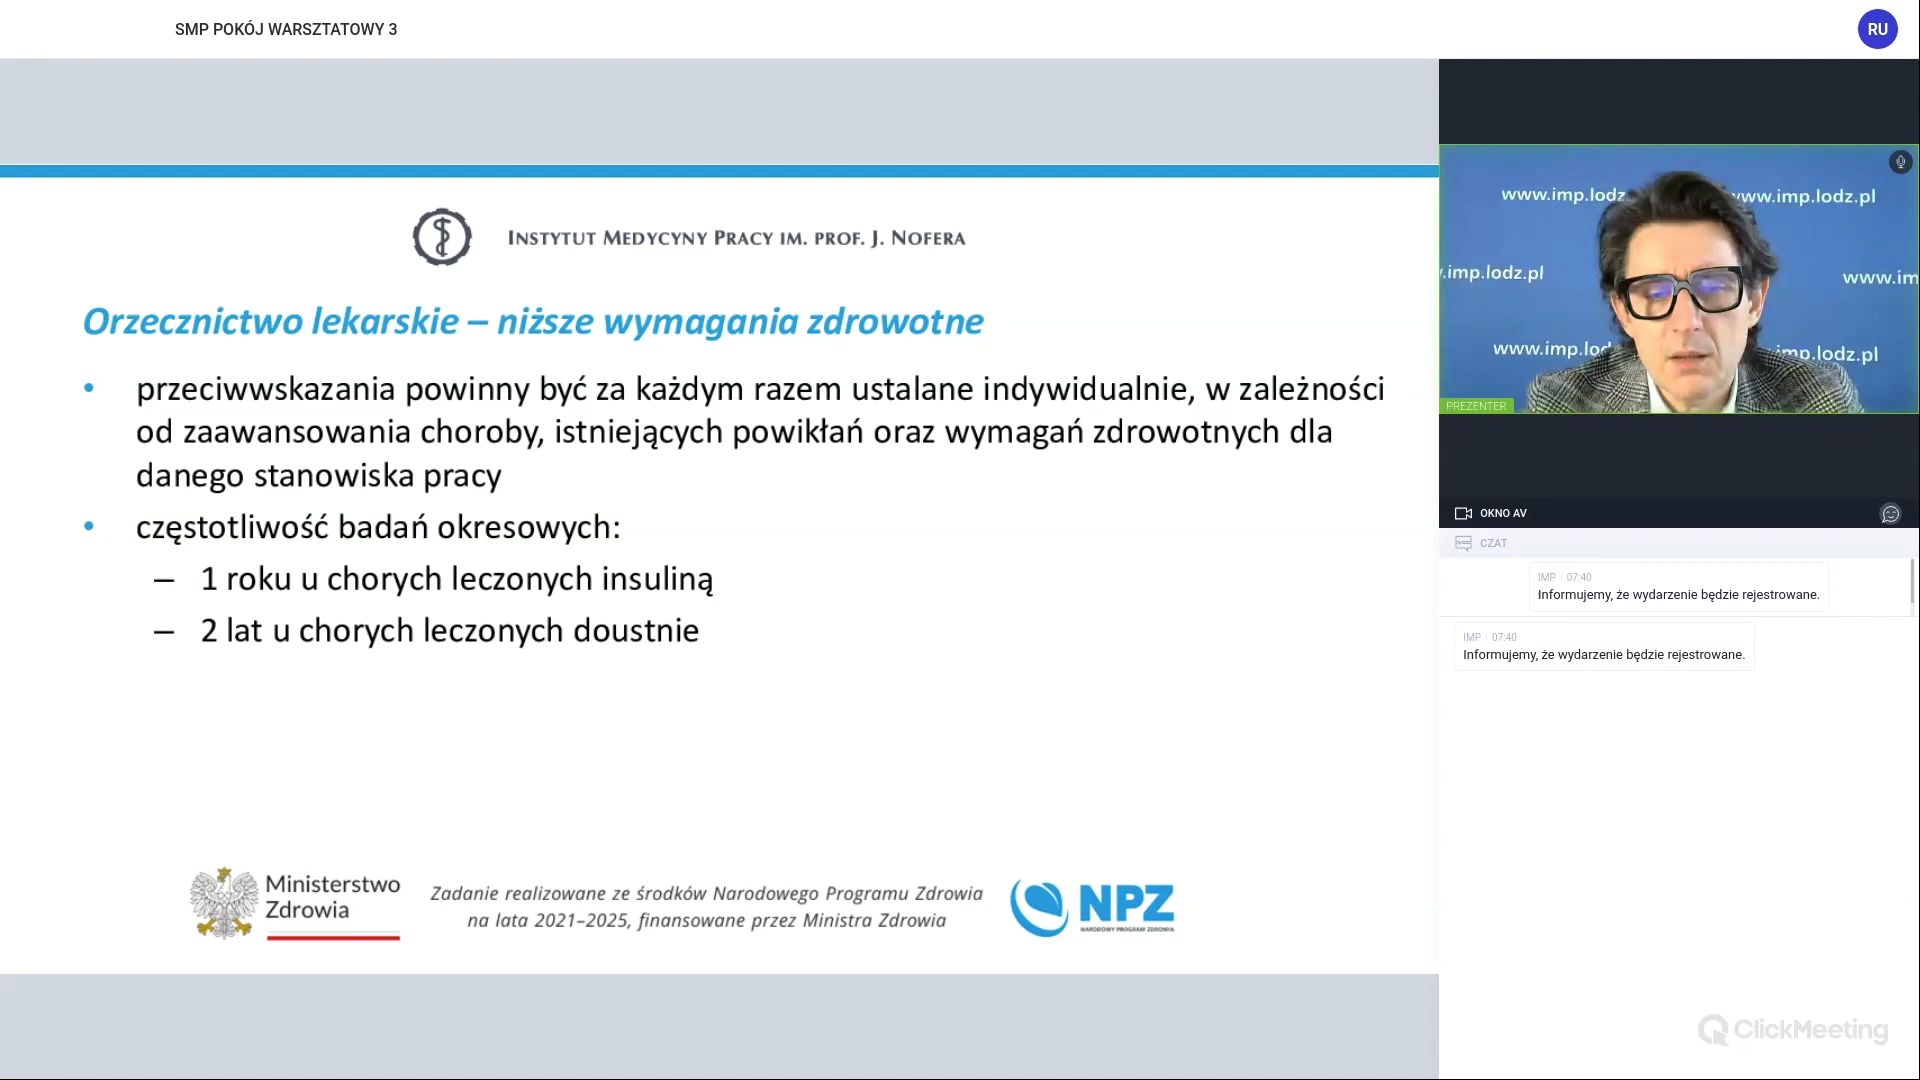 SMP POKÓJ WARSZTATOWY 3
RU
INSTYTUT MEDYCYNY PRACY IM. PROF. J. NOFERA
Orzecznictwo lekarskie – niższe wymagania zdrowotne
• przeciwwskazania powinny być za każdym razem ustalane indywidualnie, w zależności
od zaawansowania choroby, istniejących powikłań oraz wymagań zdrowotnych dla
danego stanowiska pracy
• częstotliwość badań okresowych:
– 1 roku u chorych leczonych insuliną
– 2 lat u chorych leczonych doustnie
Ministerstwo
Zdrowia
Zadanie realizowane ze środków Narodowego Programu Zdrowia
na lata 2021–2025, finansowane przez Ministra Zdrowia
NPZ
NARODOWY PROGRAM ZDROWIA
www.imp.lodz
www.imp.lodz.pl
.imp.lodz.pl
www.im
www.imp.lod
imp.lodz.pl
PREZENTER
OKNO AV
CZAT
IMP 07:40
Informujemy, że wydarzenie będzie rejestrowane.
IMP 07:40
Informujemy, że wydarzenie będzie rejestrowane.
ClickMeeting